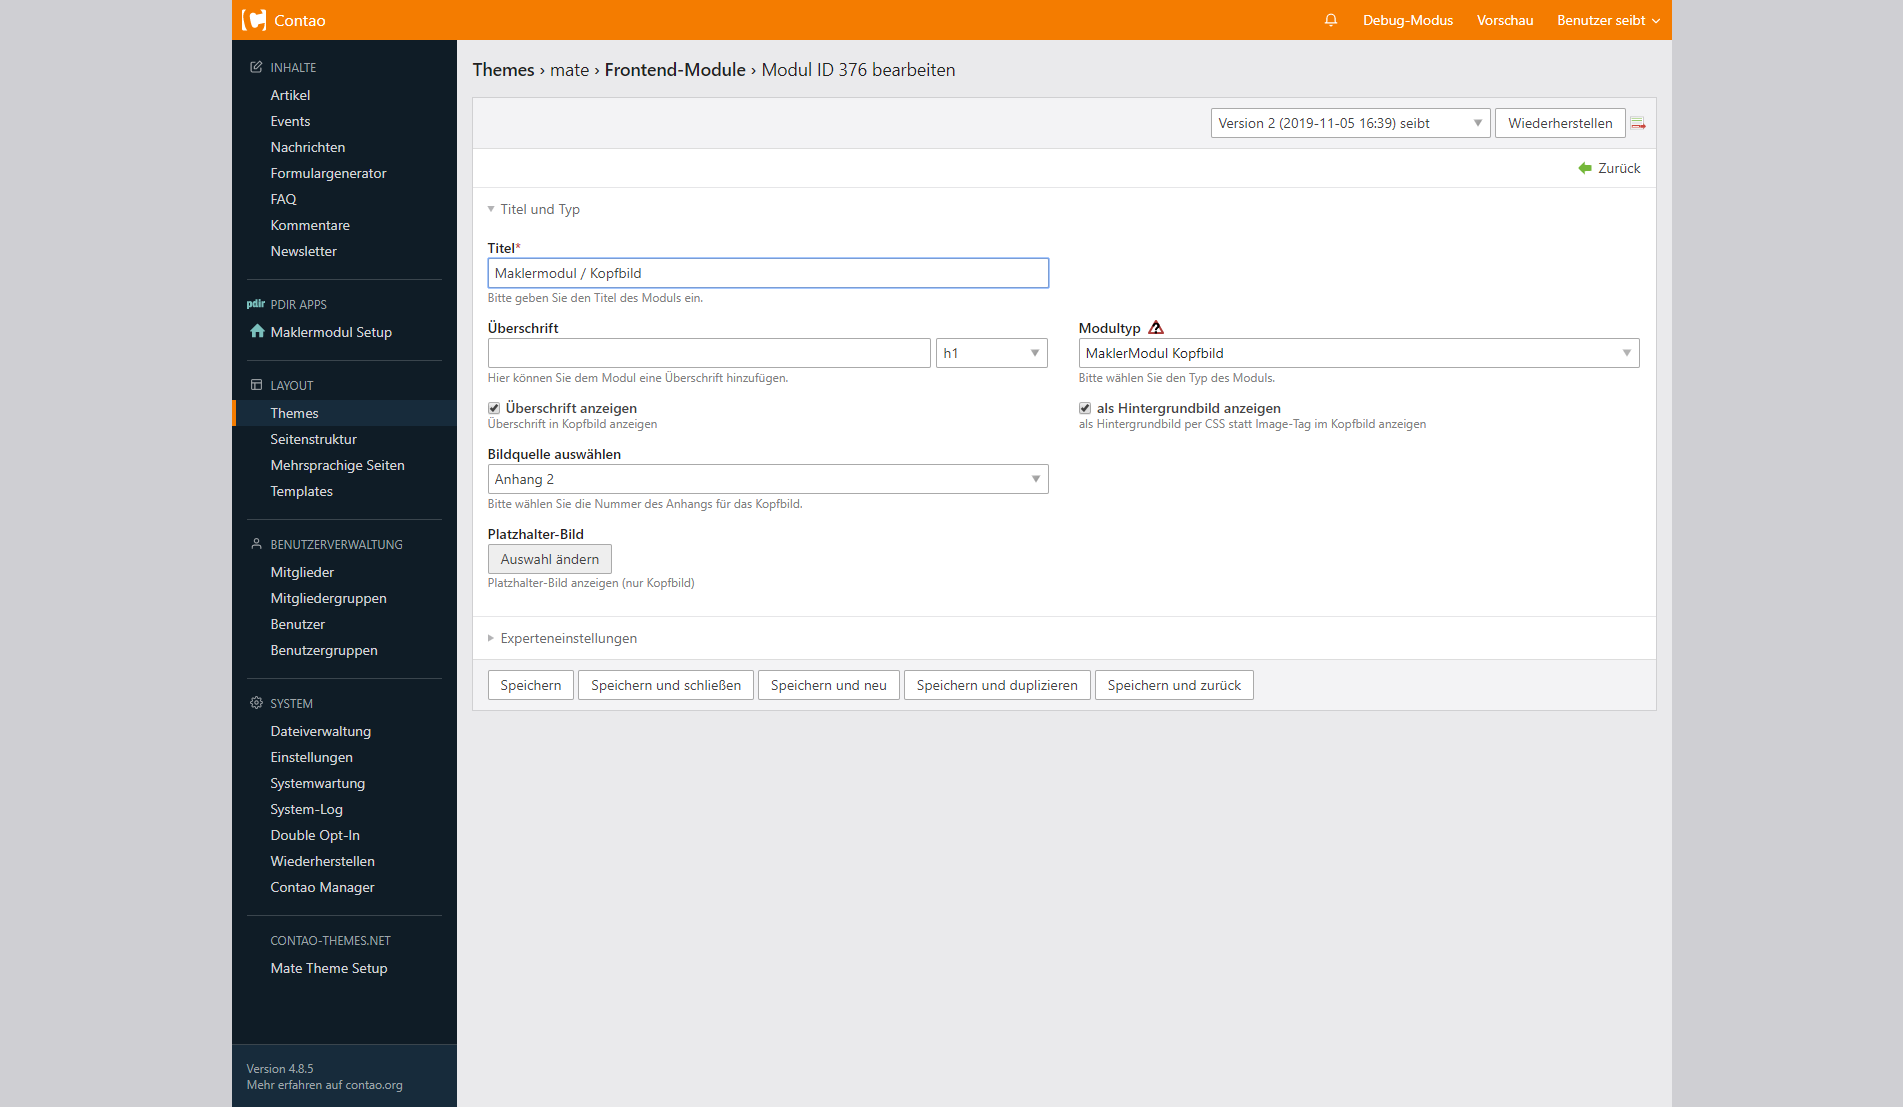 Contao
Debug-Modus
Vorschau
Benutzer seibt
INHALTE
Artikel
Events
Nachrichten
Formulargenerator
FAQ
Kommentare
Newsletter
pdir PDIR APPS
Maklermodul Setup
LAYOUT
Themes
Seitenstruktur
Mehrsprachige Seiten
Templates
BENUTZERVERWALTUNG
Mitglieder
Mitgliedergruppen
Benutzer
Benutzergruppen
SYSTEM
Dateiverwaltung
Einstellungen
Systemwartung
System-Log
Double Opt-In
Wiederherstellen
Contao Manager
CONTAO-THEMES.NET
Mate Theme Setup
Version 4.8.5
Mehr erfahren auf contao.org
Themes › mate › Frontend-Module › Modul ID 376 bearbeiten
Version 2 (2019-11-05 16:39) seibt
Wiederherstellen
Zurück
Titel und Typ
Titel*
Maklermodul / Kopfbild
Bitte geben Sie den Titel des Moduls ein.
Überschrift
h1
Hier können Sie dem Modul eine Überschrift hinzufügen.
Modultyp
MaklerModul Kopfbild
Bitte wählen Sie den Typ des Moduls.
Überschrift anzeigen
Überschrift in Kopfbild anzeigen
als Hintergrundbild anzeigen
als Hintergrundbild per CSS statt Image-Tag im Kopfbild anzeigen
Bildquelle auswählen
Anhang 2
Bitte wählen Sie die Nummer des Anhangs für das Kopfbild.
Platzhalter-Bild
Auswahl ändern
Platzhalter-Bild anzeigen (nur Kopfbild)
Experteneinstellungen
Speichern
Speichern und schließen
Speichern und neu
Speichern und duplizieren
Speichern und zurück